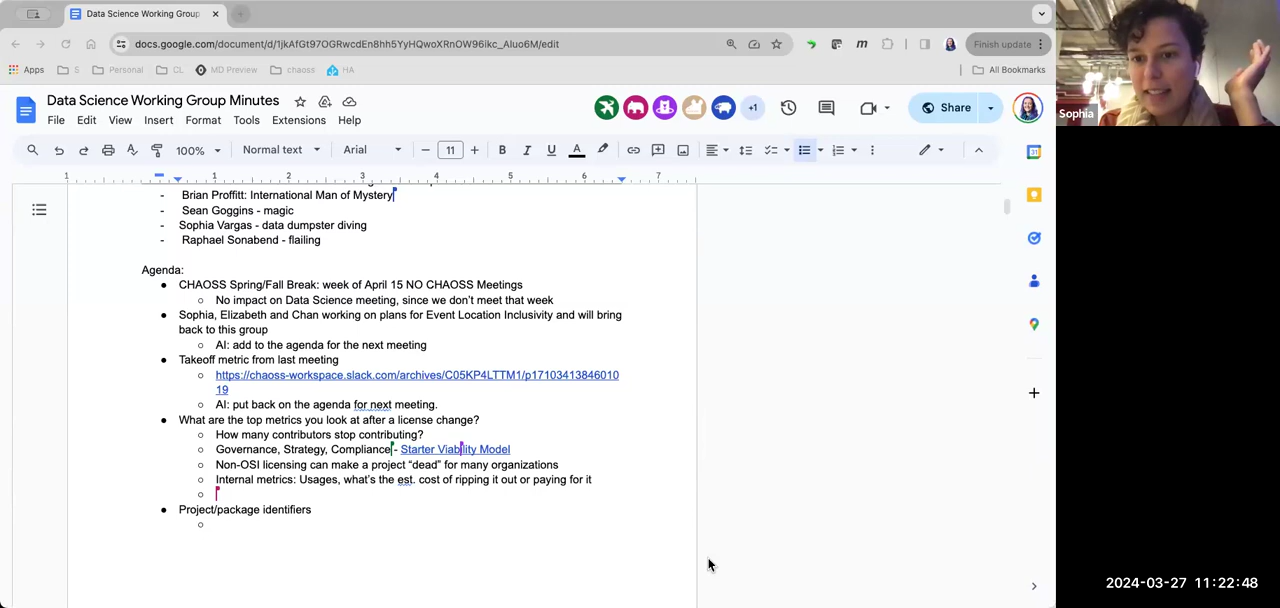 Data Science Working Group
docs.google.com/document/d/1jkAfGt97OGRwcdEn8hh5YyHQwoXRnOW96ikc_Aluo6M/edit
Finish update
Apps
S
Personal
CL
MD Preview
chaoss
HA
All Bookmarks
Data Science Working Group Minutes
File Edit View Insert Format Tools Extensions Help
+1
Share
100% Normal text Arial 11 B I U A
1 1 2 3 4 5 6 7
- Brian Proffitt: International Man of Mystery
- Sean Goggins - magic
- Sophia Vargas - data dumpster diving
- Raphael Sonabend - flailing
Agenda:
● CHAOSS Spring/Fall Break: week of April 15 NO CHAOSS Meetings
○ No impact on Data Science meeting, since we don't meet that week
● Sophia, Elizabeth and Chan working on plans for Event Location Inclusivity and will bring
back to this group
○ AI: add to the agenda for the next meeting
● Takeoff metric from last meeting
○ https://chaoss-workspace.slack.com/archives/C05KP4LTTM1/p17103413846010
19
○ AI: put back on the agenda for next meeting.
● What are the top metrics you look at after a license change?
○ How many contributors stop contributing?
○ Governance, Strategy, Compliance - Starter Viability Model
○ Non-OSI licensing can make a project “dead” for many organizations
○ Internal metrics: Usages, what's the est. cost of ripping it out or paying for it
● Project/package identifiers
Sophia
2024-03-27 11:22:48